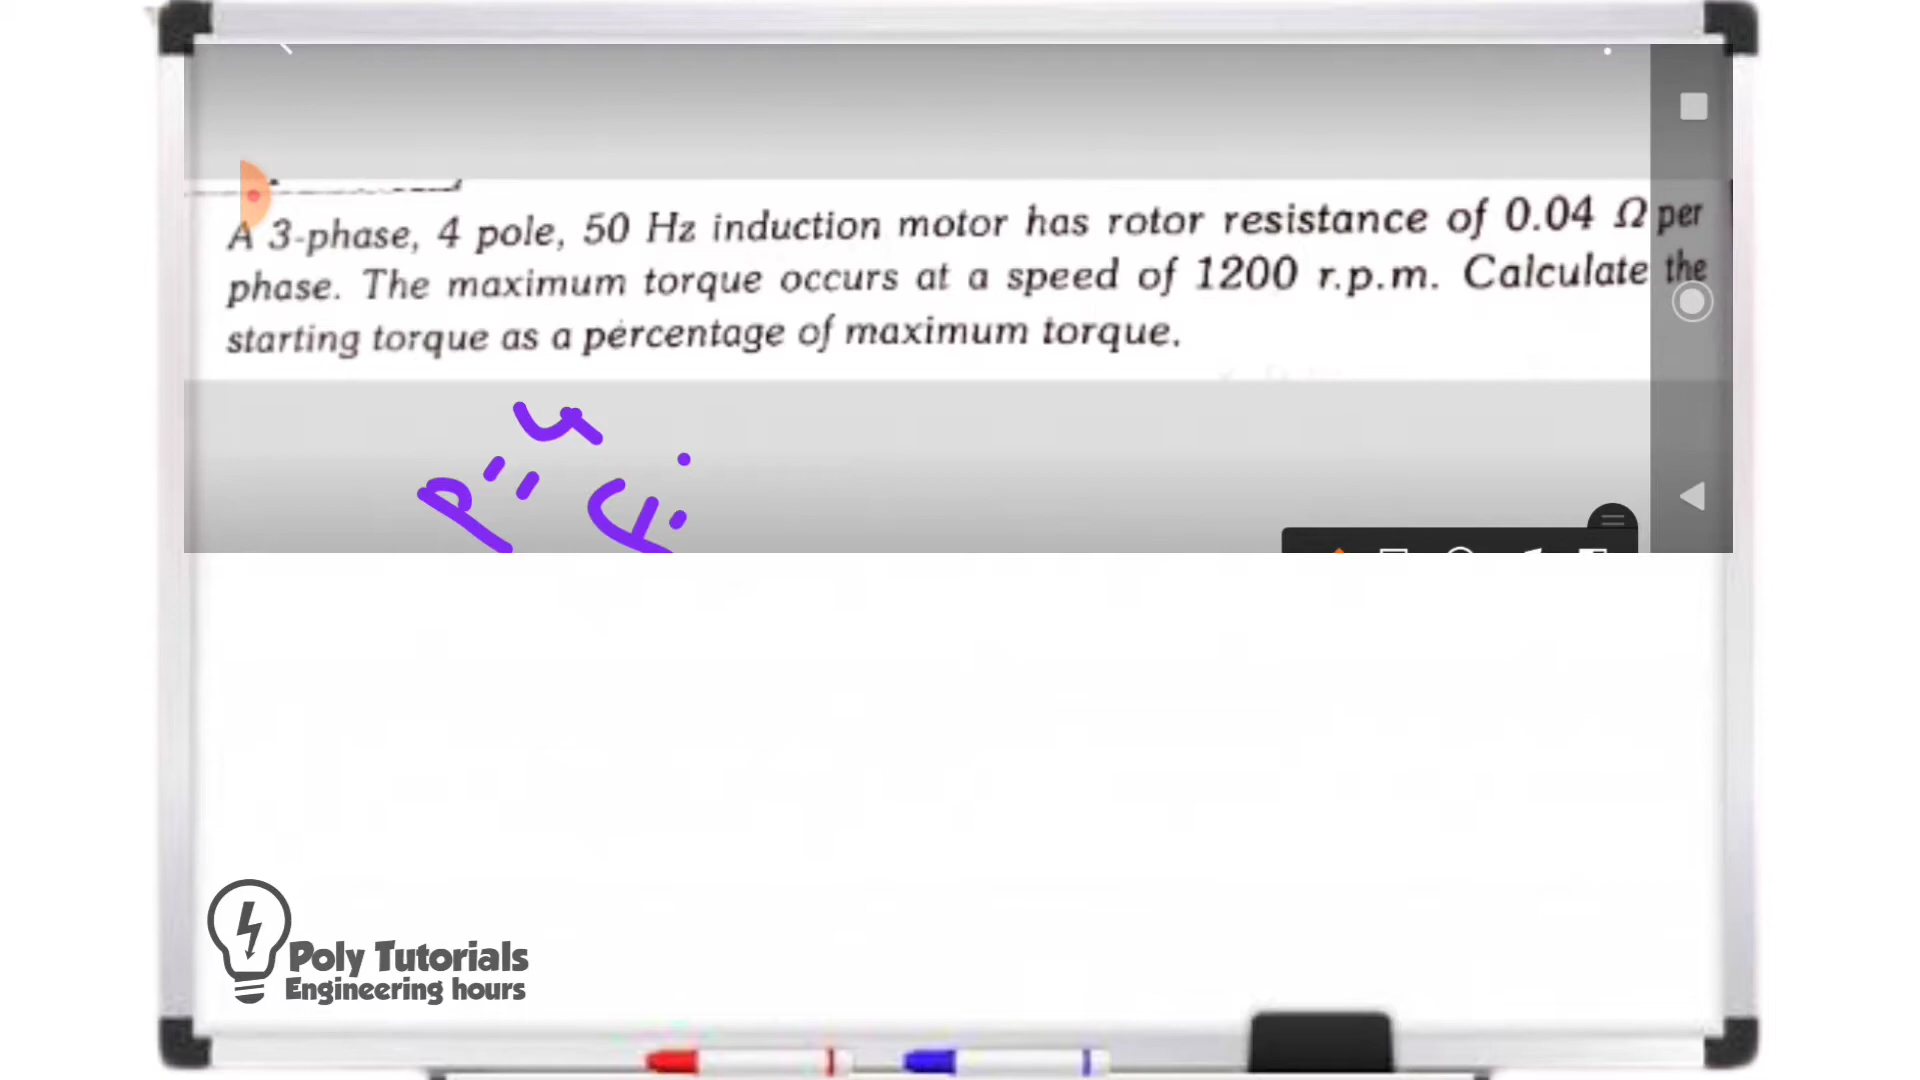 A 3-phase, 4 pole, 50 Hz induction motor has rotor resistance of 0.04 Ω per
phase. The maximum torque occurs at a speed of 1200 r.p.m. Calculate the
starting torque as a percentage of maximum torque.
Poly Tutorials
Engineering hours